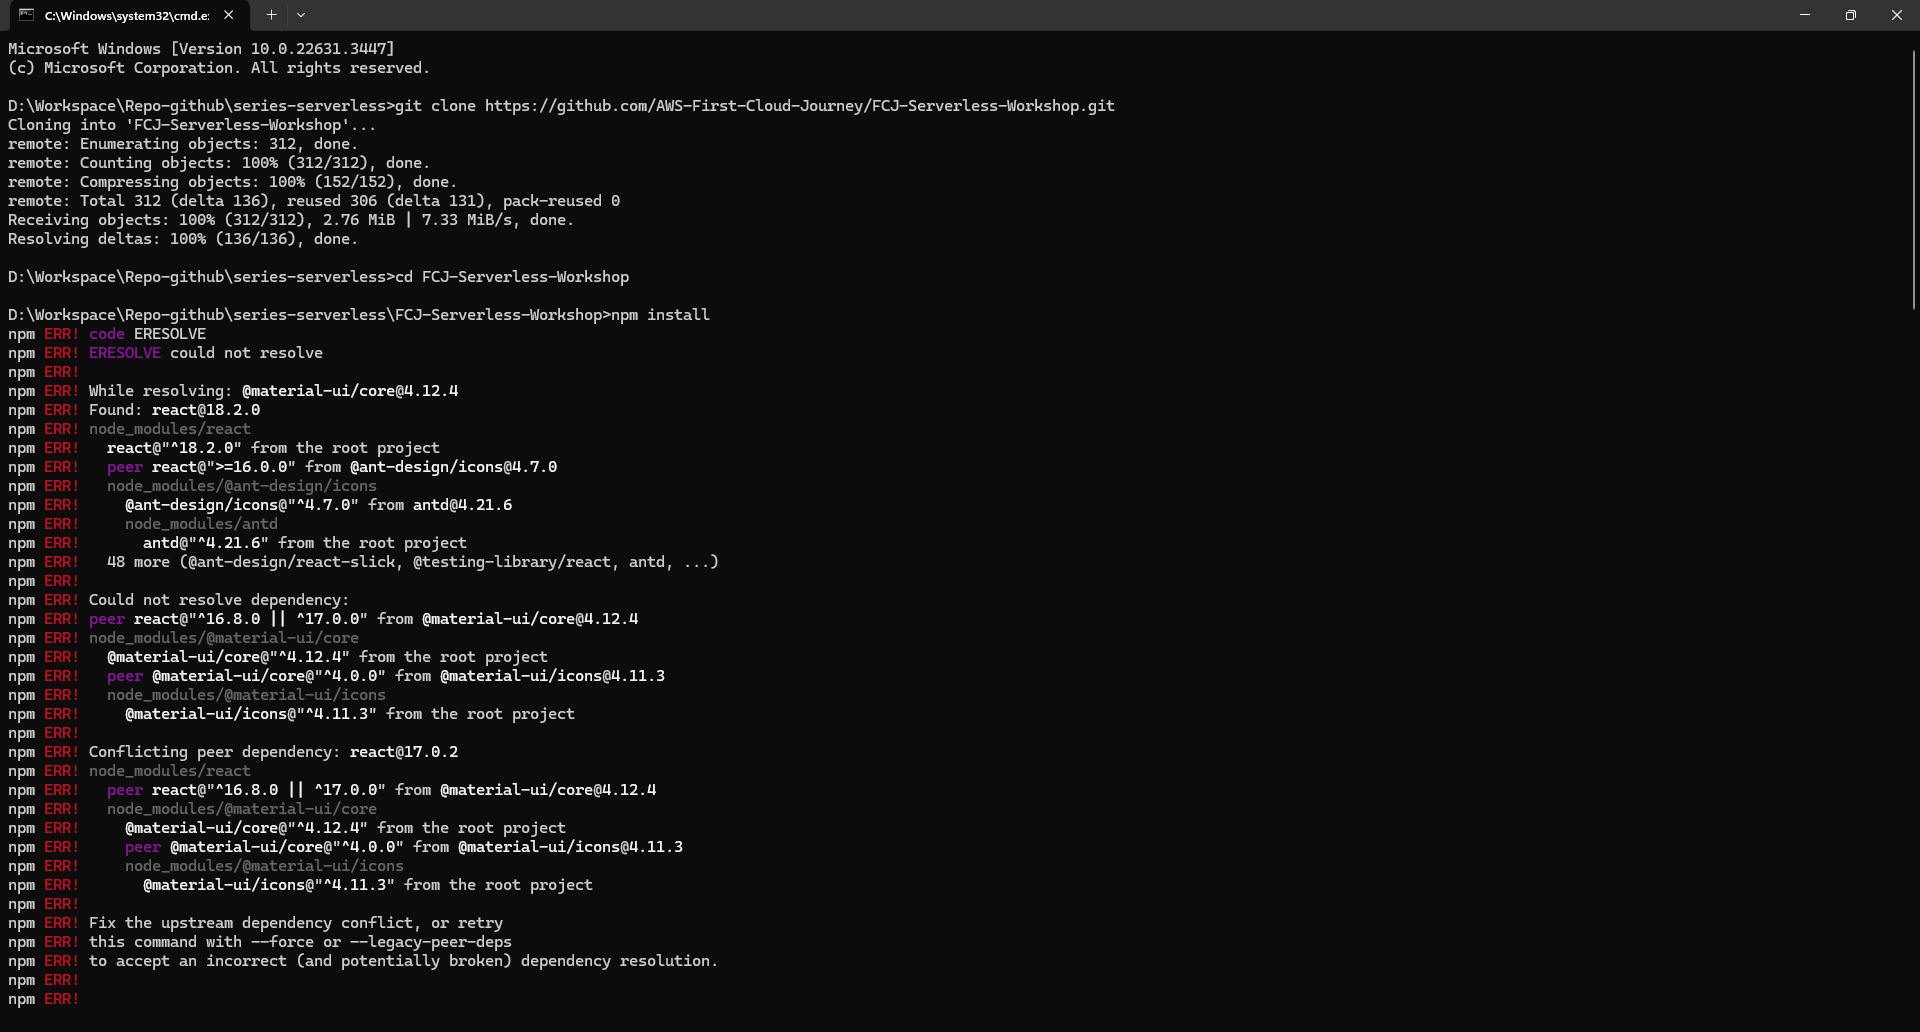 C:\Windows\system32\cmd.e:
Microsoft Windows [Version 10.0.22631.3447]
(c) Microsoft Corporation. All rights reserved.

D:\Workspace\Repo-github\series-serverless>git clone https://github.com/AWS-First-Cloud-Journey/FCJ-Serverless-Workshop.git
Cloning into 'FCJ-Serverless-Workshop'...
remote: Enumerating objects: 312, done.
remote: Counting objects: 100% (312/312), done.
remote: Compressing objects: 100% (152/152), done.
remote: Total 312 (delta 136), reused 306 (delta 131), pack-reused 0
Receiving objects: 100% (312/312), 2.76 MiB | 7.33 MiB/s, done.
Resolving deltas: 100% (136/136), done.

D:\Workspace\Repo-github\series-serverless>cd FCJ-Serverless-Workshop

D:\Workspace\Repo-github\series-serverless\FCJ-Serverless-Workshop>npm install
npm ERR! code ERESOLVE
npm ERR! ERESOLVE could not resolve
npm ERR!
npm ERR! While resolving: @material-ui/core@4.12.4
npm ERR! Found: react@18.2.0
npm ERR! node_modules/react
npm ERR!   react@"^18.2.0" from the root project
npm ERR!   peer react@">=16.0.0" from @ant-design/icons@4.7.0
npm ERR!   node_modules/@ant-design/icons
npm ERR!     @ant-design/icons@"^4.7.0" from antd@4.21.6
npm ERR!     node_modules/antd
npm ERR!       antd@"^4.21.6" from the root project
npm ERR!   48 more (@ant-design/react-slick, @testing-library/react, antd, ...)
npm ERR!
npm ERR! Could not resolve dependency:
npm ERR! peer react@"^16.8.0 || ^17.0.0" from @material-ui/core@4.12.4
npm ERR! node_modules/@material-ui/core
npm ERR!   @material-ui/core@"^4.12.4" from the root project
npm ERR!   peer @material-ui/core@"^4.0.0" from @material-ui/icons@4.11.3
npm ERR!   node_modules/@material-ui/icons
npm ERR!     @material-ui/icons@"^4.11.3" from the root project
npm ERR!
npm ERR! Conflicting peer dependency: react@17.0.2
npm ERR! node_modules/react
npm ERR!   peer react@"^16.8.0 || ^17.0.0" from @material-ui/core@4.12.4
npm ERR!   node_modules/@material-ui/core
npm ERR!     @material-ui/core@"^4.12.4" from the root project
npm ERR!     peer @material-ui/core@"^4.0.0" from @material-ui/icons@4.11.3
npm ERR!     node_modules/@material-ui/icons
npm ERR!       @material-ui/icons@"^4.11.3" from the root project
npm ERR!
npm ERR! Fix the upstream dependency conflict, or retry
npm ERR! this command with --force or --legacy-peer-deps
npm ERR! to accept an incorrect (and potentially broken) dependency resolution.
npm ERR!
npm ERR!